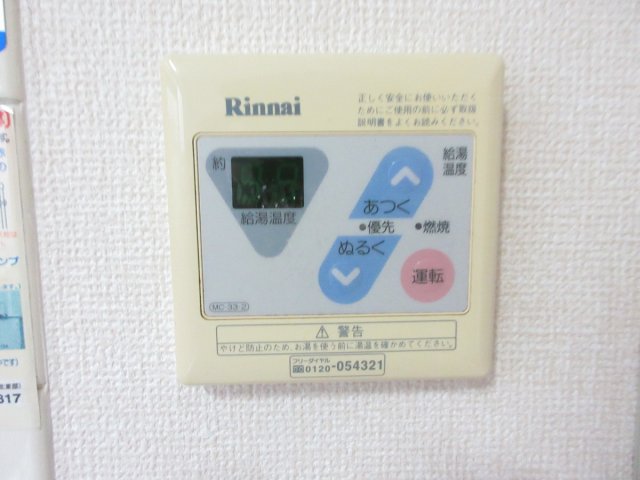 Rinnai
正しく安全にお使いいただく
ためにご使用の前に必ず取扱
説明書をよくお読みください。
約
給湯温度
給湯
温度
あつく
●優先
●燃焼
ぬるく
運転
MC-33-2
⚠ 警告
やけど防止のため、お湯を使う前に湯温を確かめてください。
フリーダイヤル
0120-054321
ンプ
317